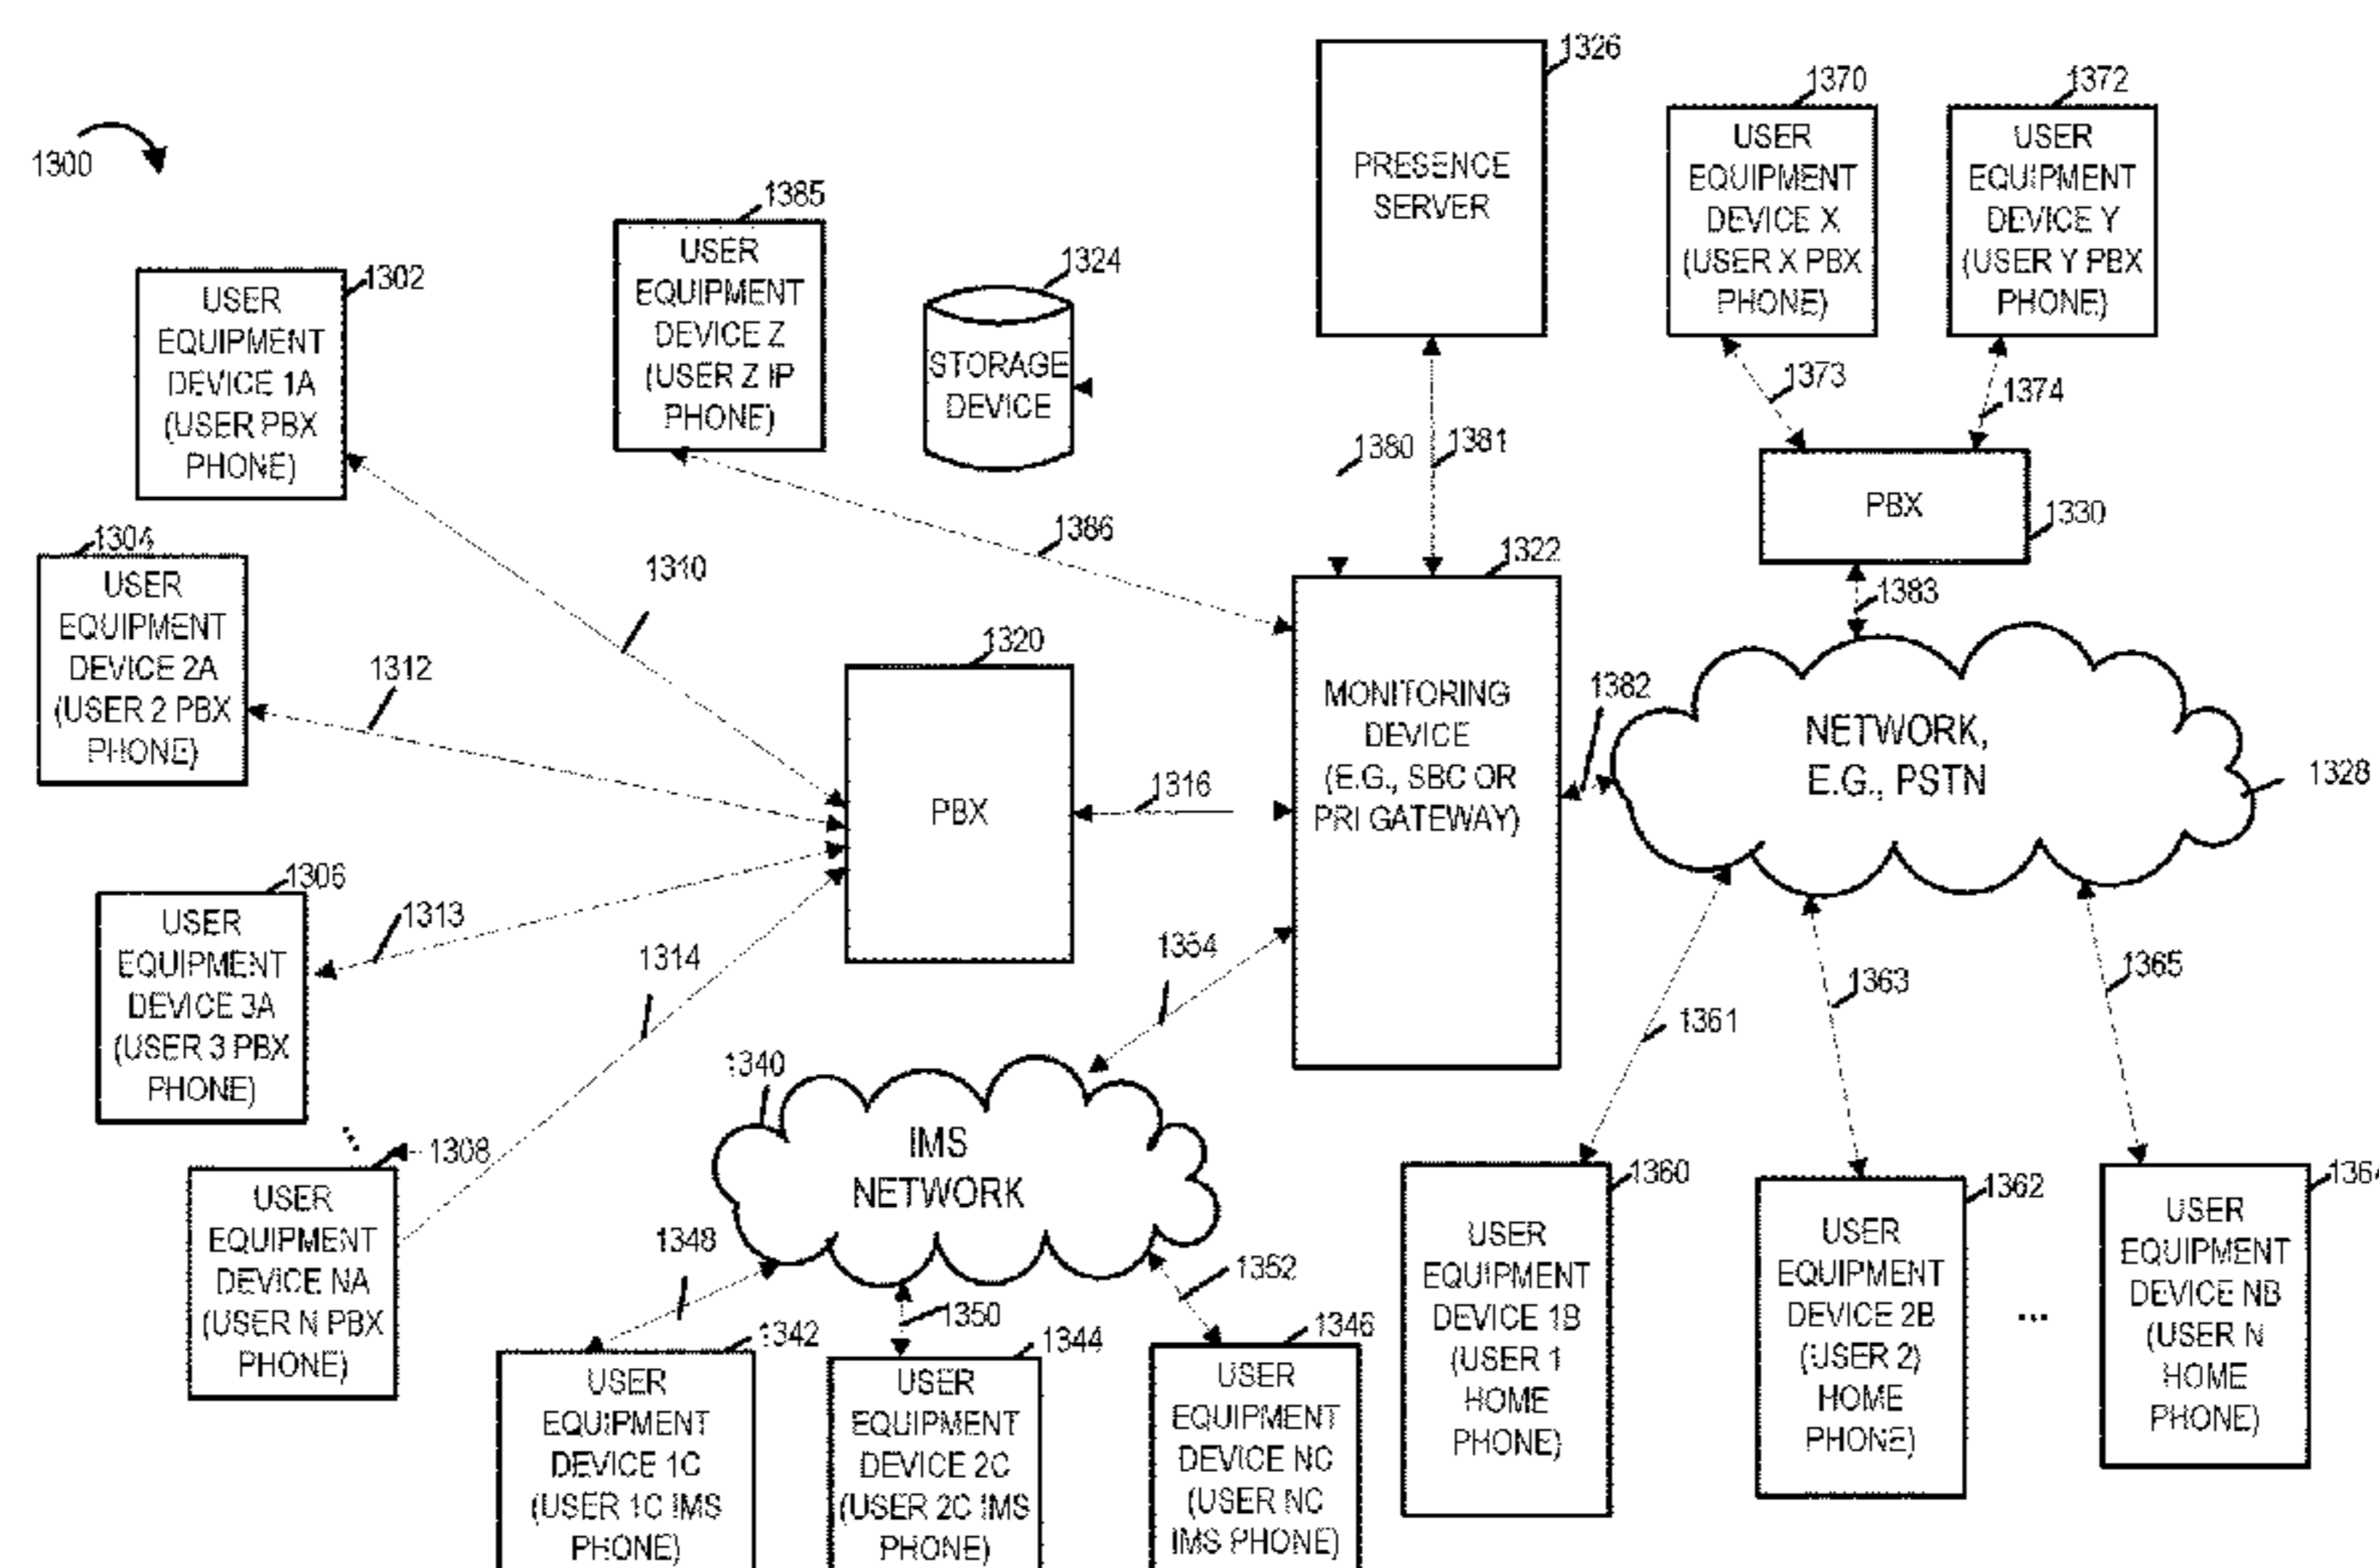 1300
1302
USER
EQUIPMENT
DEVICE 1A
(USER PBX
PHONE)
1385
USER
EQUIPMENT
DEVICE Z
(USER Z IP
PHONE)
1324
STORAGE
DEVICE
1326
PRESENCE
SERVER
1370
USER
EQUIPMENT
DEVICE X
(USER X PBX
PHONE)
1372
USER
EQUIPMENT
DEVICE Y
(USER Y PBX
PHONE)
1373
1374
1380
1381
PBX
1330
1383
1304
USER
EQUIPMENT
DEVICE 2A
(USER 2 PBX
PHONE)
1310
1312
1386
1320
PBX
1316
1322
MONITORING
DEVICE
(E.G., SBC OR
PRI GATEWAY)
1382
NETWORK,
E.G., PSTN
1328
1306
USER
EQUIPMENT
DEVICE 3A
(USER 3 PBX
PHONE)
1313
1314
1354
1361
1363
1365
1308
USER
EQUIPMENT
DEVICE NA
(USER N PBX
PHONE)
1340
IMS
NETWORK
1348
1350
1352
1342
USER
EQUIPMENT
DEVICE 1C
(USER 1C IMS
PHONE)
1344
USER
EQUIPMENT
DEVICE 2C
(USER 2C IMS
PHONE)
1346
USER
EQUIPMENT
DEVICE NC
(USER NC
IMS PHONE)
1360
USER
EQUIPMENT
DEVICE 1B
(USER 1
HOME
PHONE)
1362
USER
EQUIPMENT
DEVICE 2B
(USER 2)
HOME
PHONE)
...
1364
USER
EQUIPMENT
DEVICE NB
(USER N
HOME
PHONE)